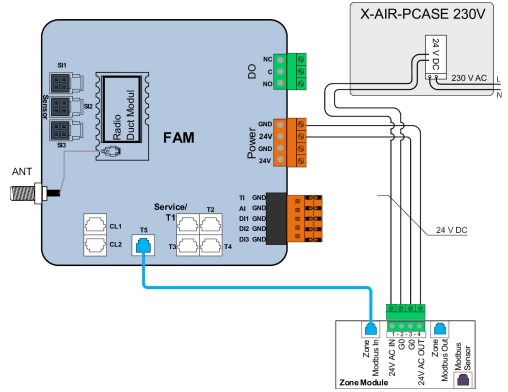 X-AIR-PCASE 230V
24 V DC
230 V AC
L
N
SI1
SI2
SI3
Sensor
Radio
Duct Modul
FAM
ANT
NC
C
NO
DO
GND
24V
GND
24V
Power
TI GND
AI GND
DI1 GND
DI2 GND
DI3 GND
Service/
T1
T2
T3
T4
T5
CL1
CL2
24 V DC
1 - 2 - 3 - 4
Zone
Modbus In
24V AC IN
G0
G0
24V AC OUT
Zone
Modbus Out
Modbus
Sensor
Zone Module